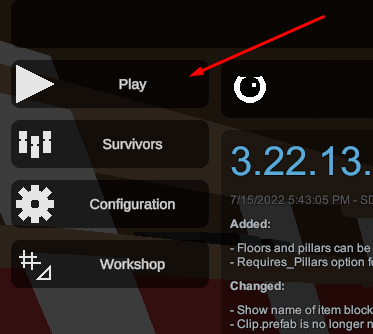 Play
Survivors
Configuration
Workshop
3.22.13.
7/15/2022 5:43:05 PM - SD
Added:
- Floors and pillars can be
- Requires_Pillars option f
Changed:
- Show name of item block
- Clip.prefab is no longer n